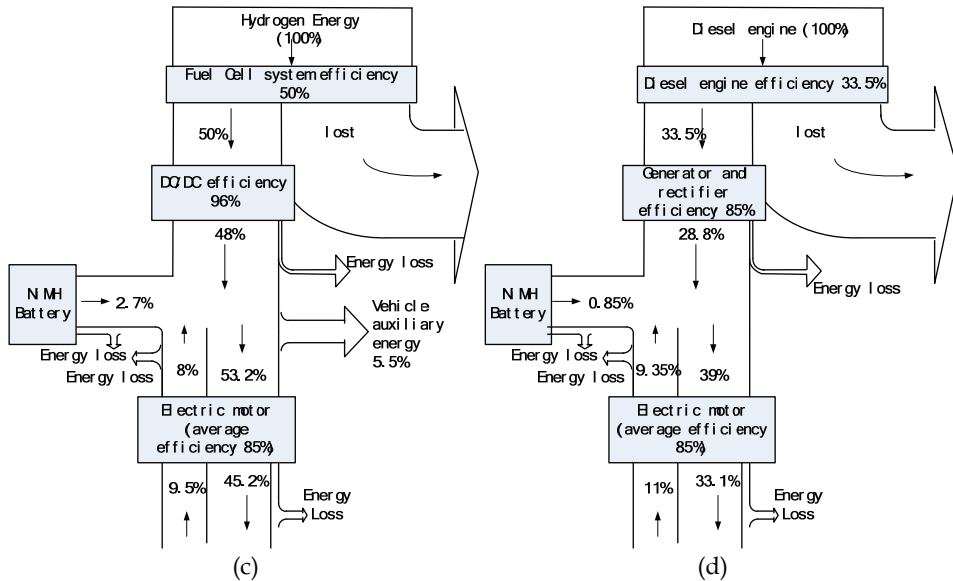 Hydrogen Energy
(100%)
Fuel Cell system efficiency
50%
50%
lost
DC/DC efficiency
96%
48%
Energy loss
NiMH
Battery
2.7%
Vehicle
auxiliary
energy
5.5%
Energy loss
Energy loss
8%
53.2%
Electric motor
(average
efficiency 85%)
9.5%
45.2%
Energy
Loss
(c)
Diesel engine (100%)
Diesel engine efficiency 33.5%
33.5%
lost
Generator and
rectifier
efficiency 85%
28.8%
Energy loss
NiMH
Battery
0.85%
Energy loss
Energy loss
9.35%
39%
Electric motor
(average efficiency
85%)
11%
33.1%
Energy
Loss
(d)